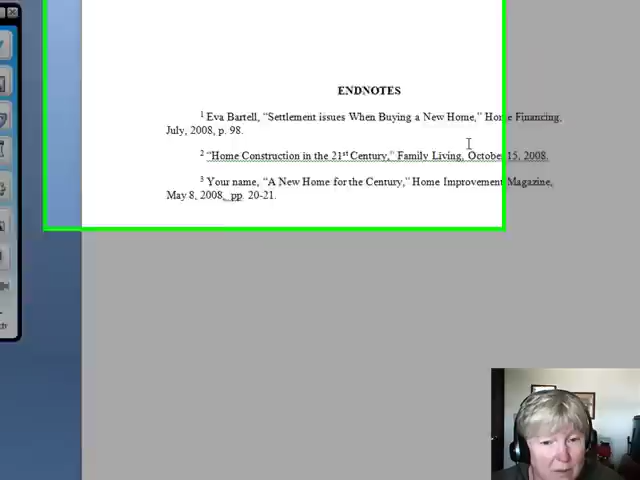 ENDNOTES
1 Eva Bartell, “Settlement issues When Buying a New Home,” Home Financing,
July, 2008, p. 98.
2 “Home Construction in the 21st Century,” Family Living, October 15, 2008.
3 Your name, “A New Home for the Century,” Home Improvement Magazine,
May 8, 2008, pp. 20-21.